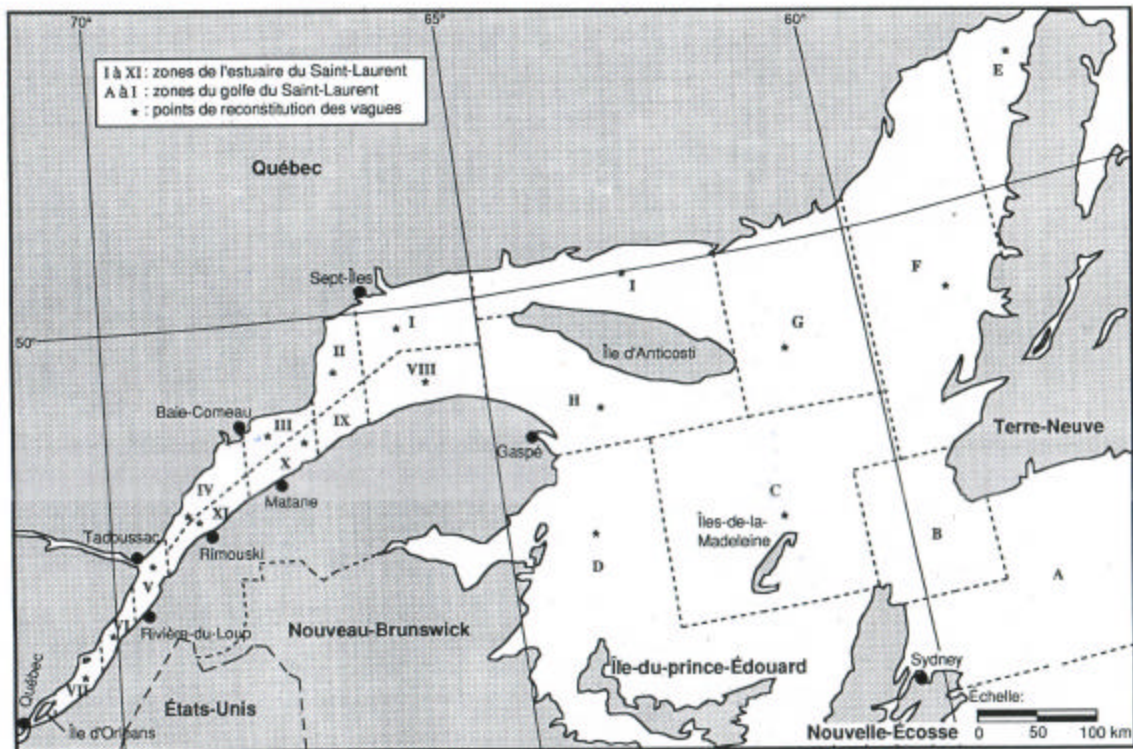 70°
65°
60°
I à XI : zones de l'estuaire du Saint-Laurent
A à I : zones du golfe du Saint-Laurent
* : points de reconstitution des vagues
E
Québec
Sept-Îles
F
I
I
G
50°
II
VIII
Île d'Anticosti
Baie-Comeau
III
IX
H
Gaspé
Terre-Neuve
X
Matane
IV
C
XI
Îles-de-la-
Madeleine
Tadoussac
Rimouski
B
D
A
V
VI
Rivière-du-Loup
Nouveau-Brunswick
Île-du-prince-Édouard
Sydney
Québec
VII
États-Unis
Échelle:
Île d'Orléans
Nouvelle-Écosse
0 50 100 km